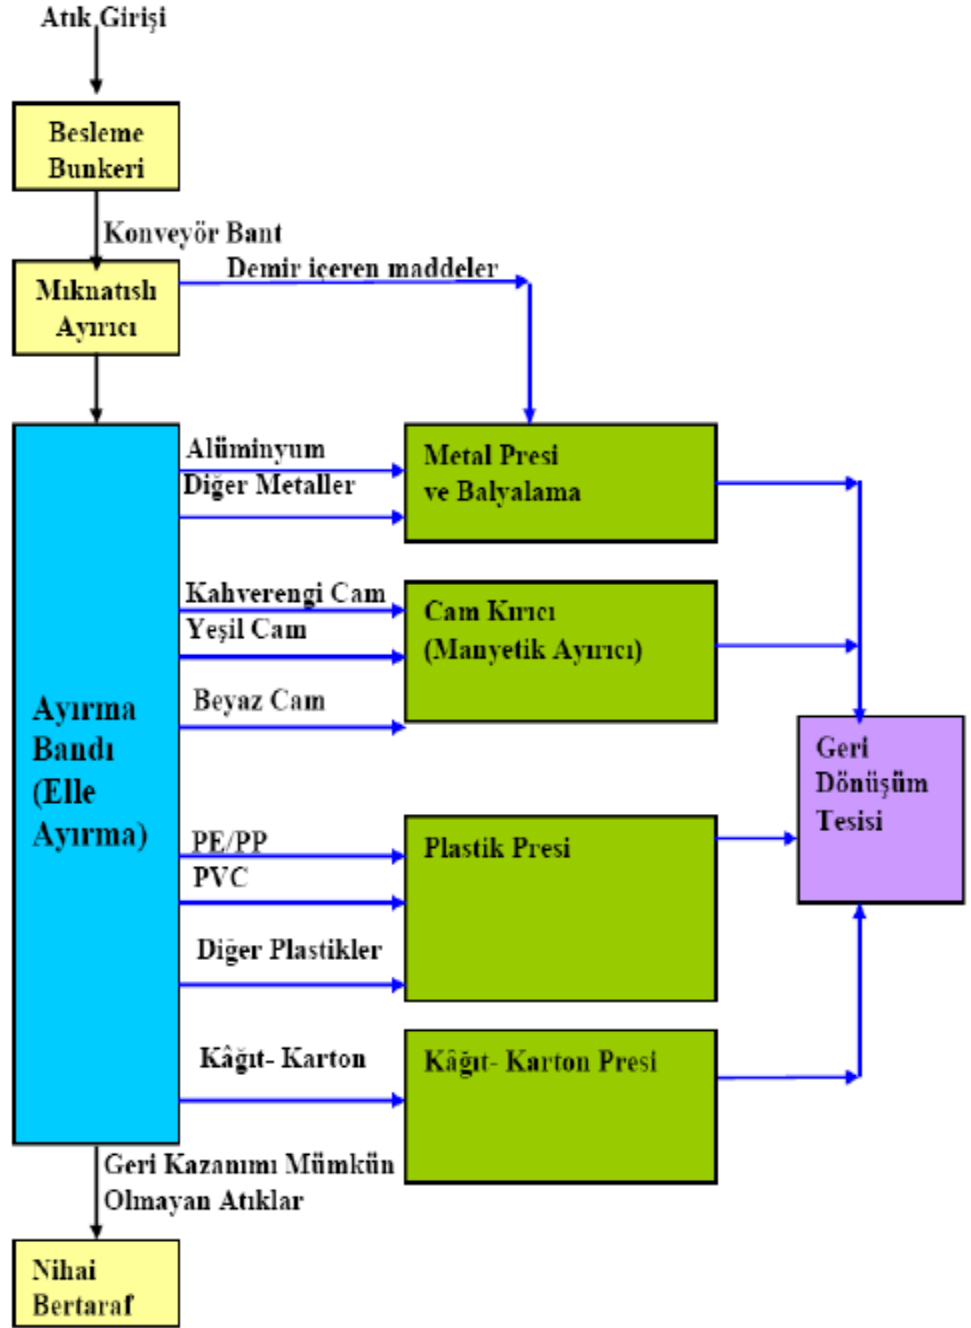 Atık Girişi
Besleme
Bunkeri
Konveyör Bant
Demir içeren maddeler
Mıknatıslı
Ayırıcı
Alüminyum
Diğer Metaller
Metal Presi
ve Balyalama
Kahverengi Cam
Yeşil Cam
Beyaz Cam
Cam Kırıcı
(Manyetik Ayırıcı)
Ayırma
Bandı
(Elle
Ayırma)
Geri
Dönüşüm
Tesisi
PE/PP
PVC
Diğer Plastikler
Plastik Presi
Kâğıt- Karton
Kâğıt- Karton Presi
Geri Kazanımı Mümkün
Olmayan Atıklar
Nihai
Bertaraf